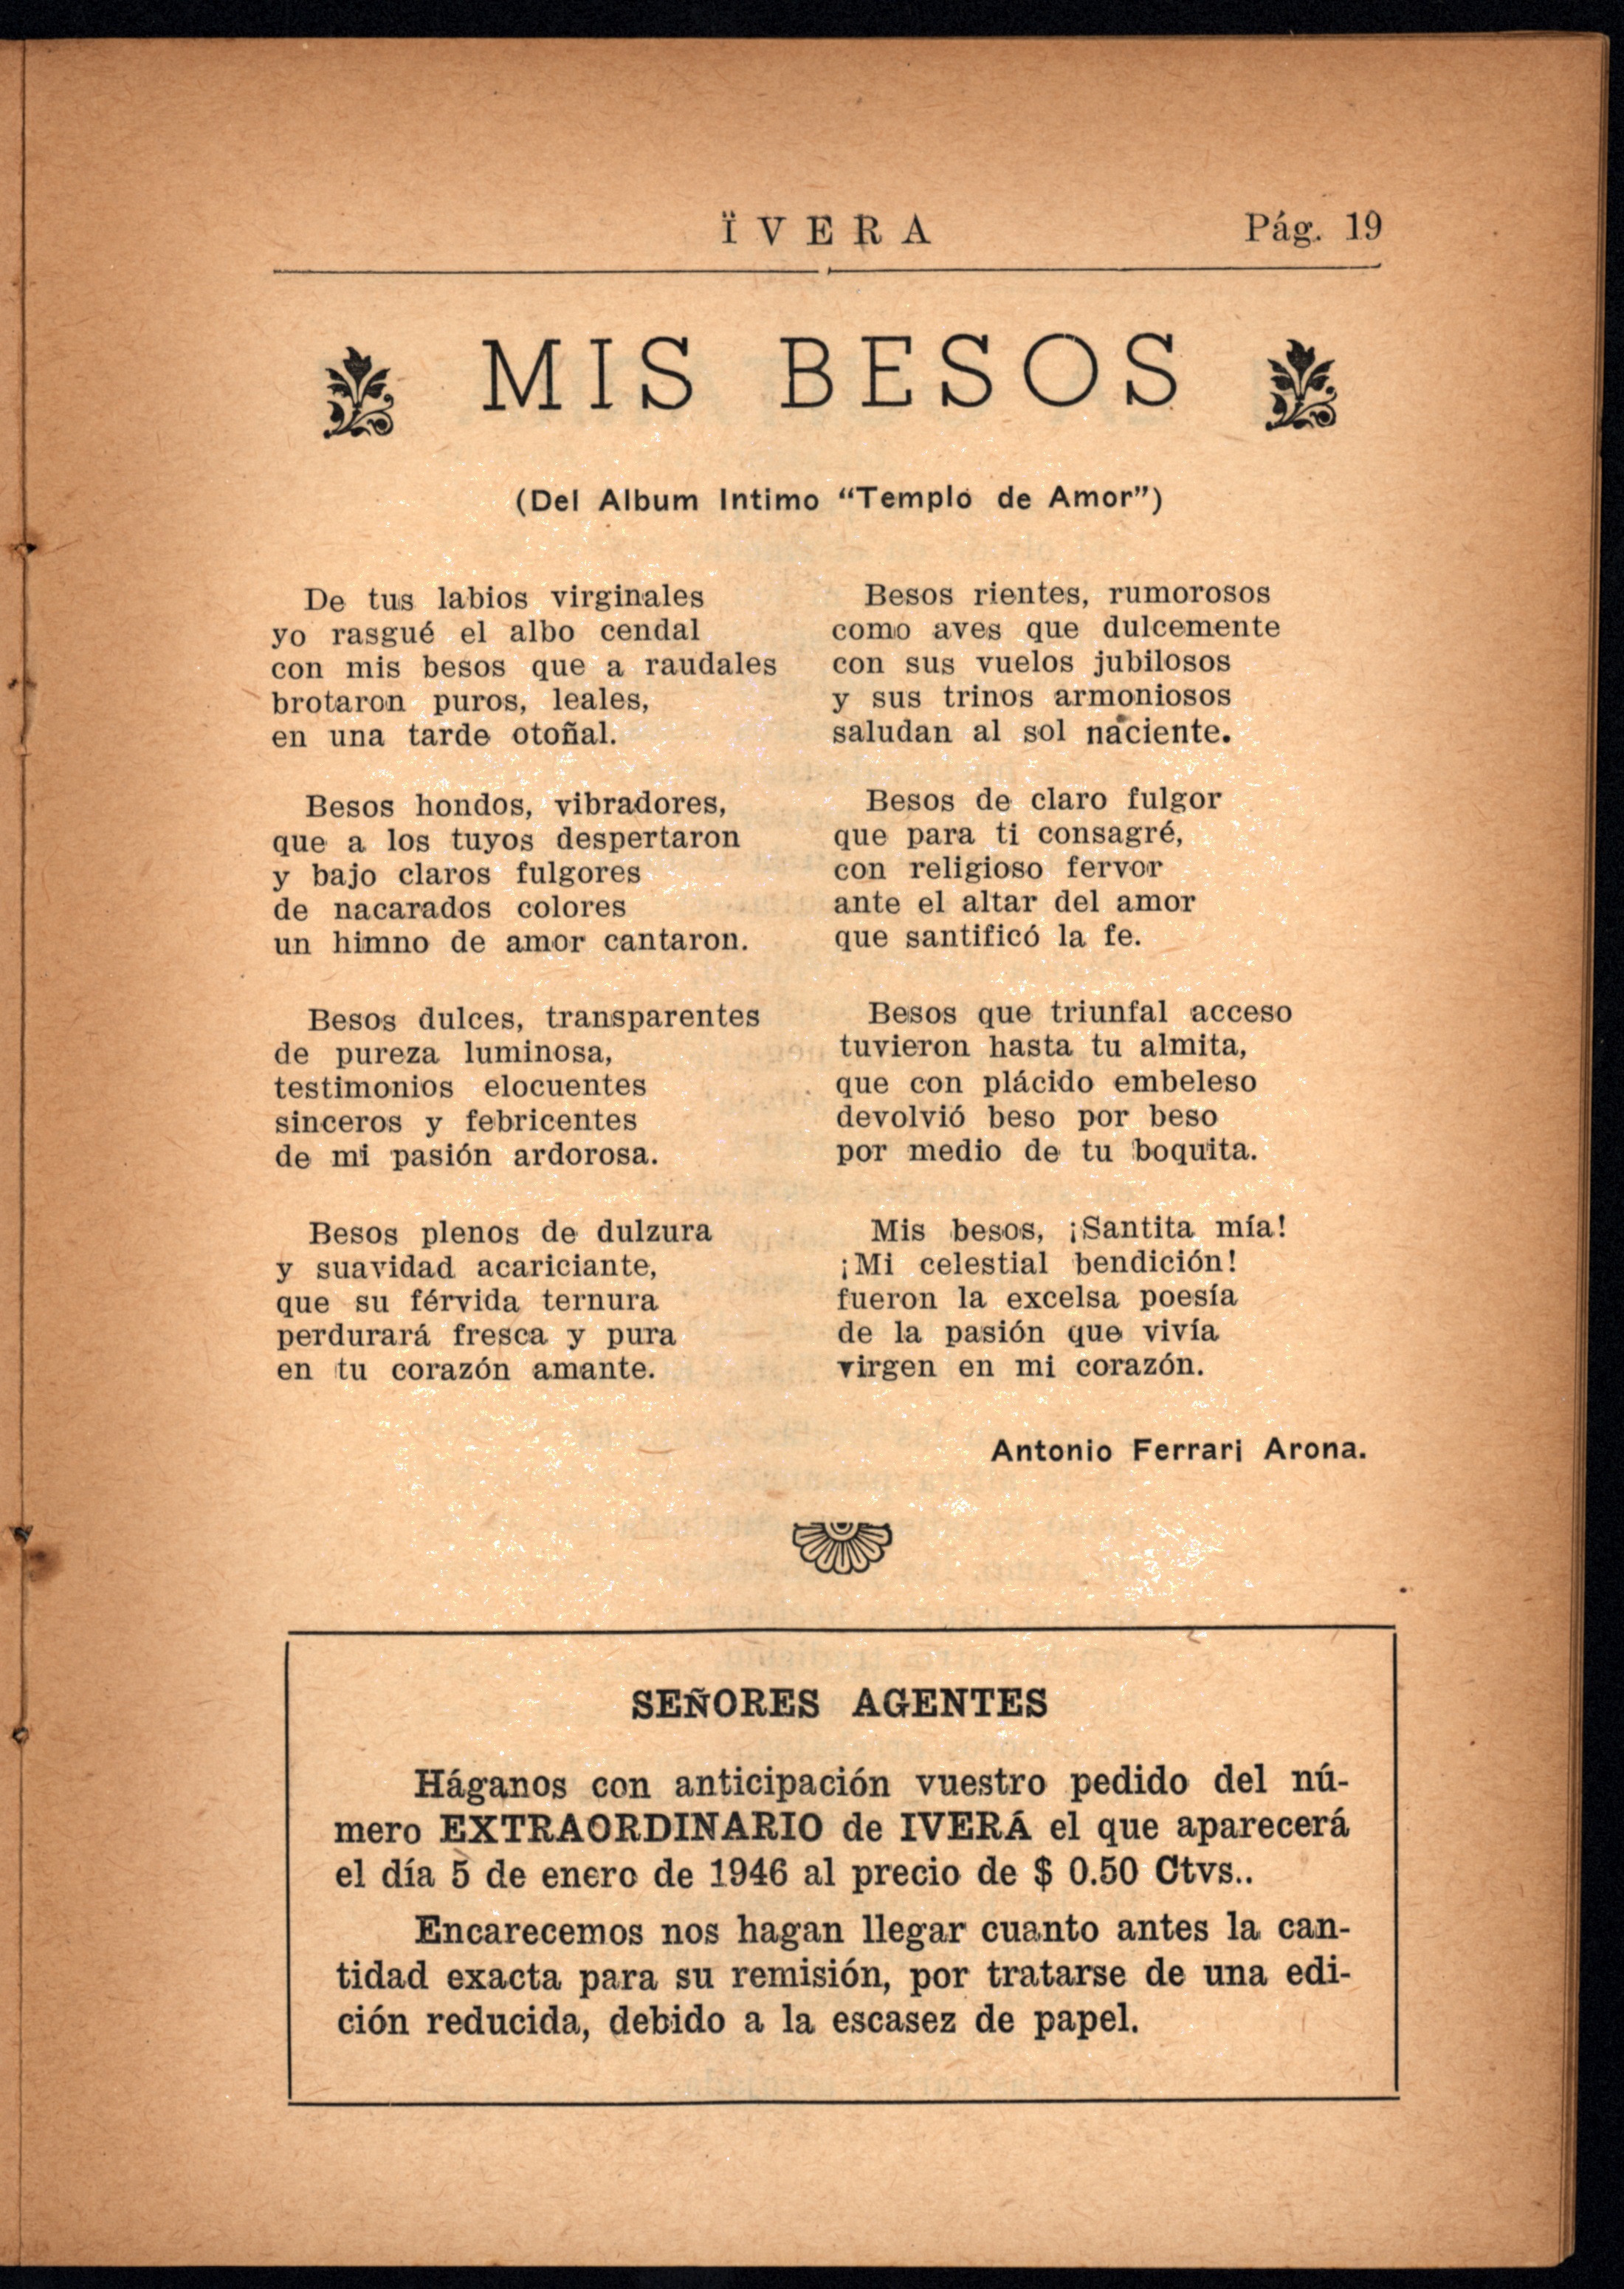 ÏVERA Pág. 19
MIS BESOS
(Del Album Intimo “Templo de Amor”)
De tus labios virginales
yo rasgué el albo cendal
con mis besos que a raudales
brotaron puros, leales,
en una tarde otoñal.
Besos hondos, vibradores,
que a los tuyos despertaron
y bajo claros fulgores
de nacarados colores
un himno de amor cantaron.
Besos dulces, transparentes
de pureza luminosa,
testimonios elocuentes
sinceros y febricentes
de mi pasión ardorosa.
Besos plenos de dulzura
y suavidad acariciante,
que su férvida ternura
perdurará fresca y pura
en tu corazón amante.
Besos rientes, rumorosos
como aves que dulcemente
con sus vuelos jubilosos
y sus trinos armoniosos
saludan al sol naciente.
Besos de claro fulgor
que para ti consagré,
con religioso fervor
ante el altar del amor
que santificó la fe.
Besos que triunfal acceso
tuvieron hasta tu almita,
que con plácido embeleso
devolvió beso por beso
por medio de tu boquita.
Mis besos, ¡Santita mía!
¡Mi celestial bendición!
fueron la excelsa poesía
de la pasión que vivía
virgen en mi corazón.
Antonio Ferrari Arona.
SEÑORES AGENTES
Háganos con anticipación vuestro pedido del nú-
mero EXTRAORDINARIO de IVERÁ el que aparecerá
el día 5 de enero de 1946 al precio de $ 0.50 Ctvs..
Encarecemos nos hagan llegar cuanto antes la can-
tidad exacta para su remisión, por tratarse de una edi-
ción reducida, debido a la escasez de papel.